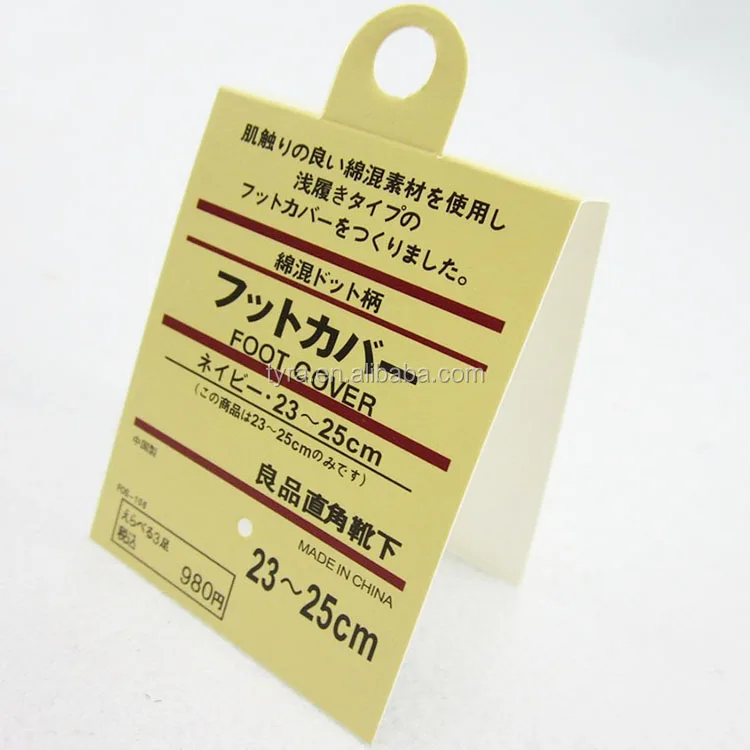 肌触りの良い綿混素材を使用し
浅履きタイプの
フットカバーをつくりました。
綿混ドット柄
フットカバー
FOOT COVER
tyra.en.alibaba.com
ネイビー・23〜25cm
(この商品は23〜25cmのみです)
中国製
良品直角靴下
MADE IN CHINA
えらべる3足
税込
980円
23〜25cm